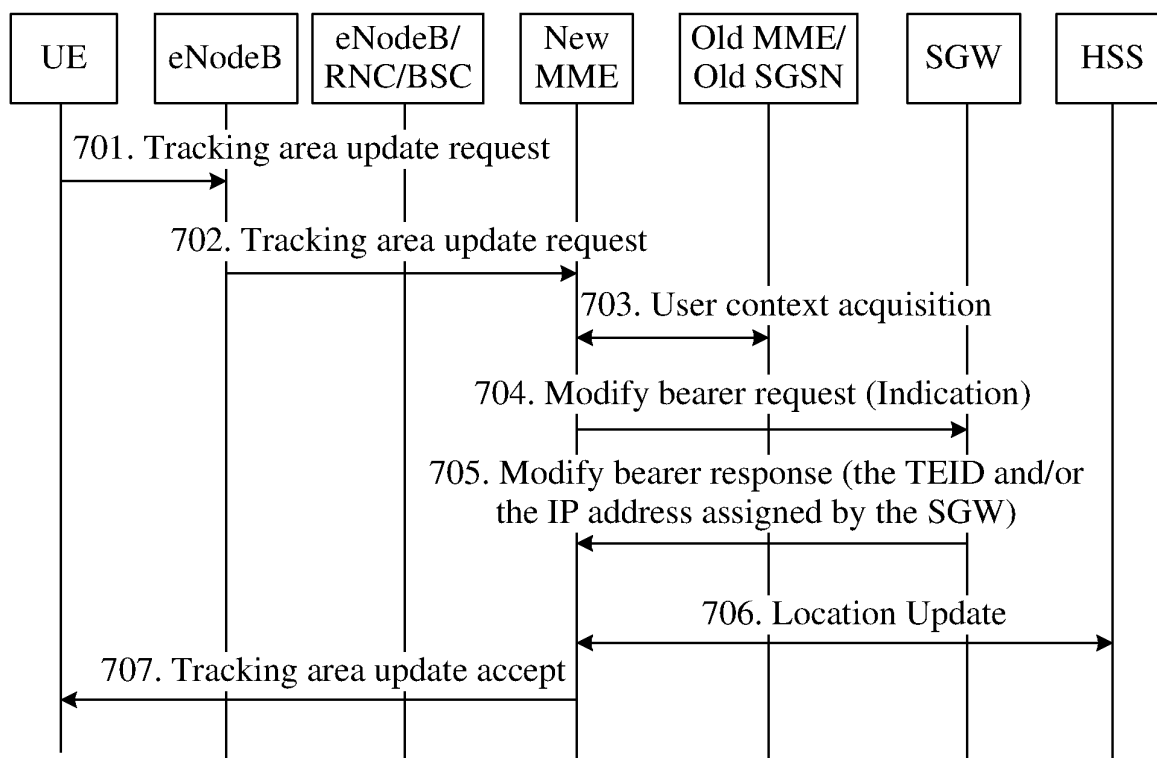 UE
eNodeB
eNodeB/
RNC/BSC
New
MME
Old MME/
Old SGSN
SGW
HSS
701. Tracking area update request
702. Tracking area update request
703. User context acquisition
704. Modify bearer request (Indication)
705. Modify bearer response (the TEID and/or
the IP address assigned by the SGW)
706. Location Update
707. Tracking area update accept